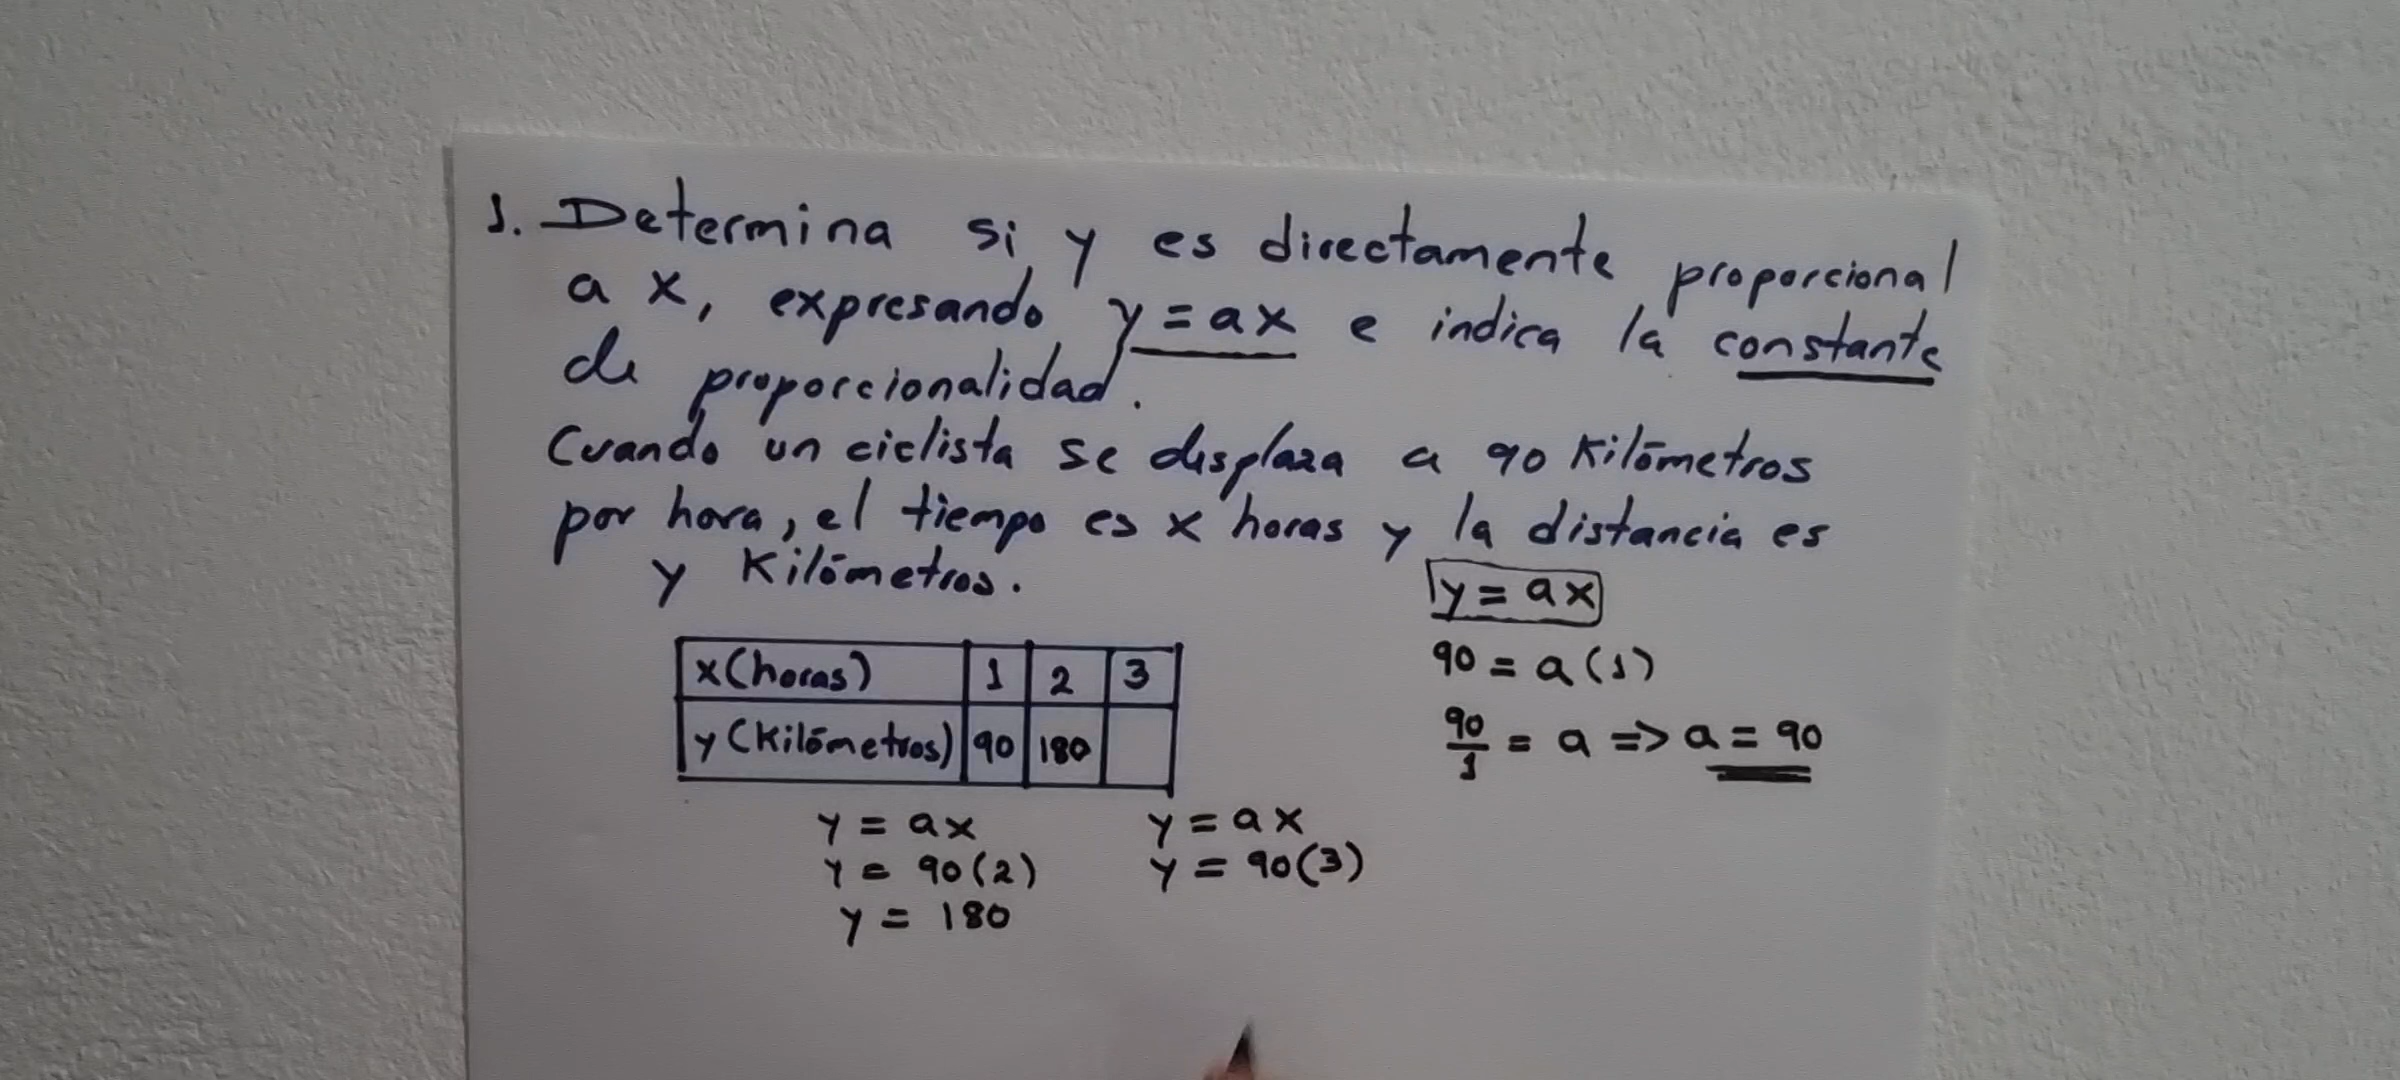 1. Determina si y es directamente proporcional
a x, expresando y = ax e indica la constante
de proporcionalidad.
Cuando un ciclista se desplaza a 90 Kilómetros
por hora, el tiempo es x horas y la distancia es
y Kilómetros.
y = ax
90 = a (1)
90/1 = a => a = 90
x (horas) 1 2 3
y (Kilómetros) 90 180
y = ax
y = 90(2)
y = 180
y = ax
y = 90(3)